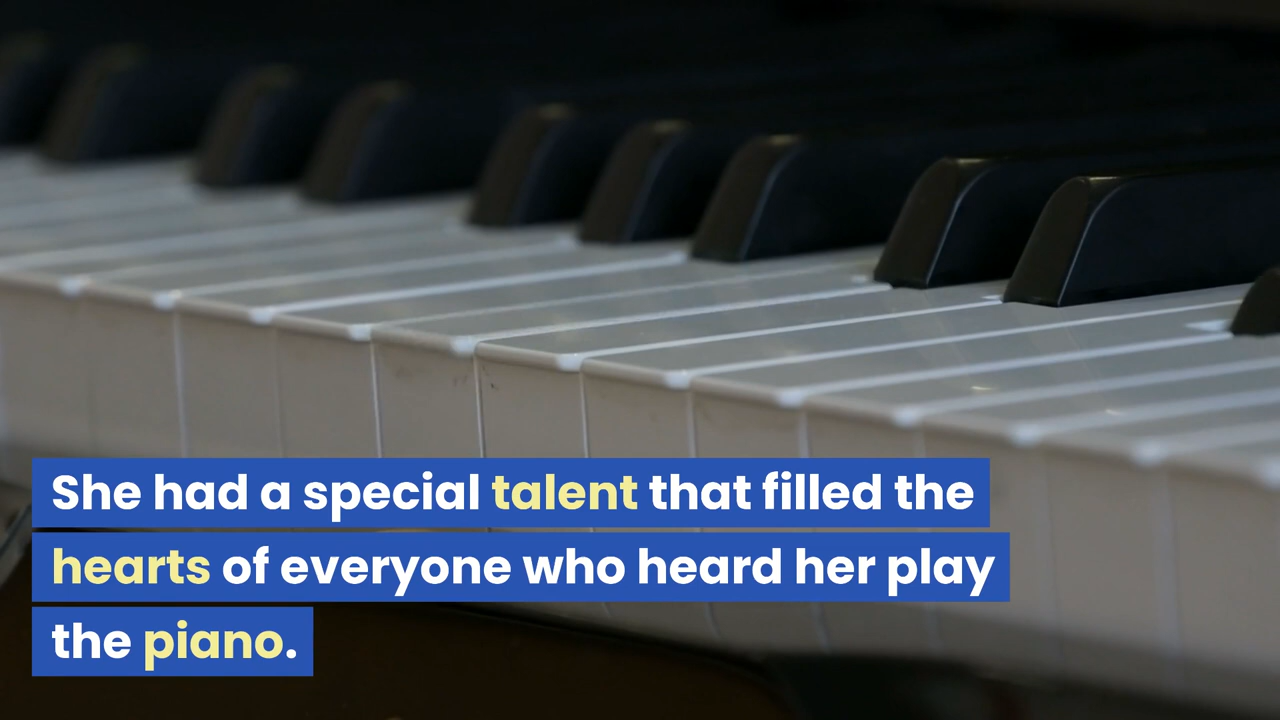 She had a special talent that filled the
hearts of everyone who heard her play
the piano.